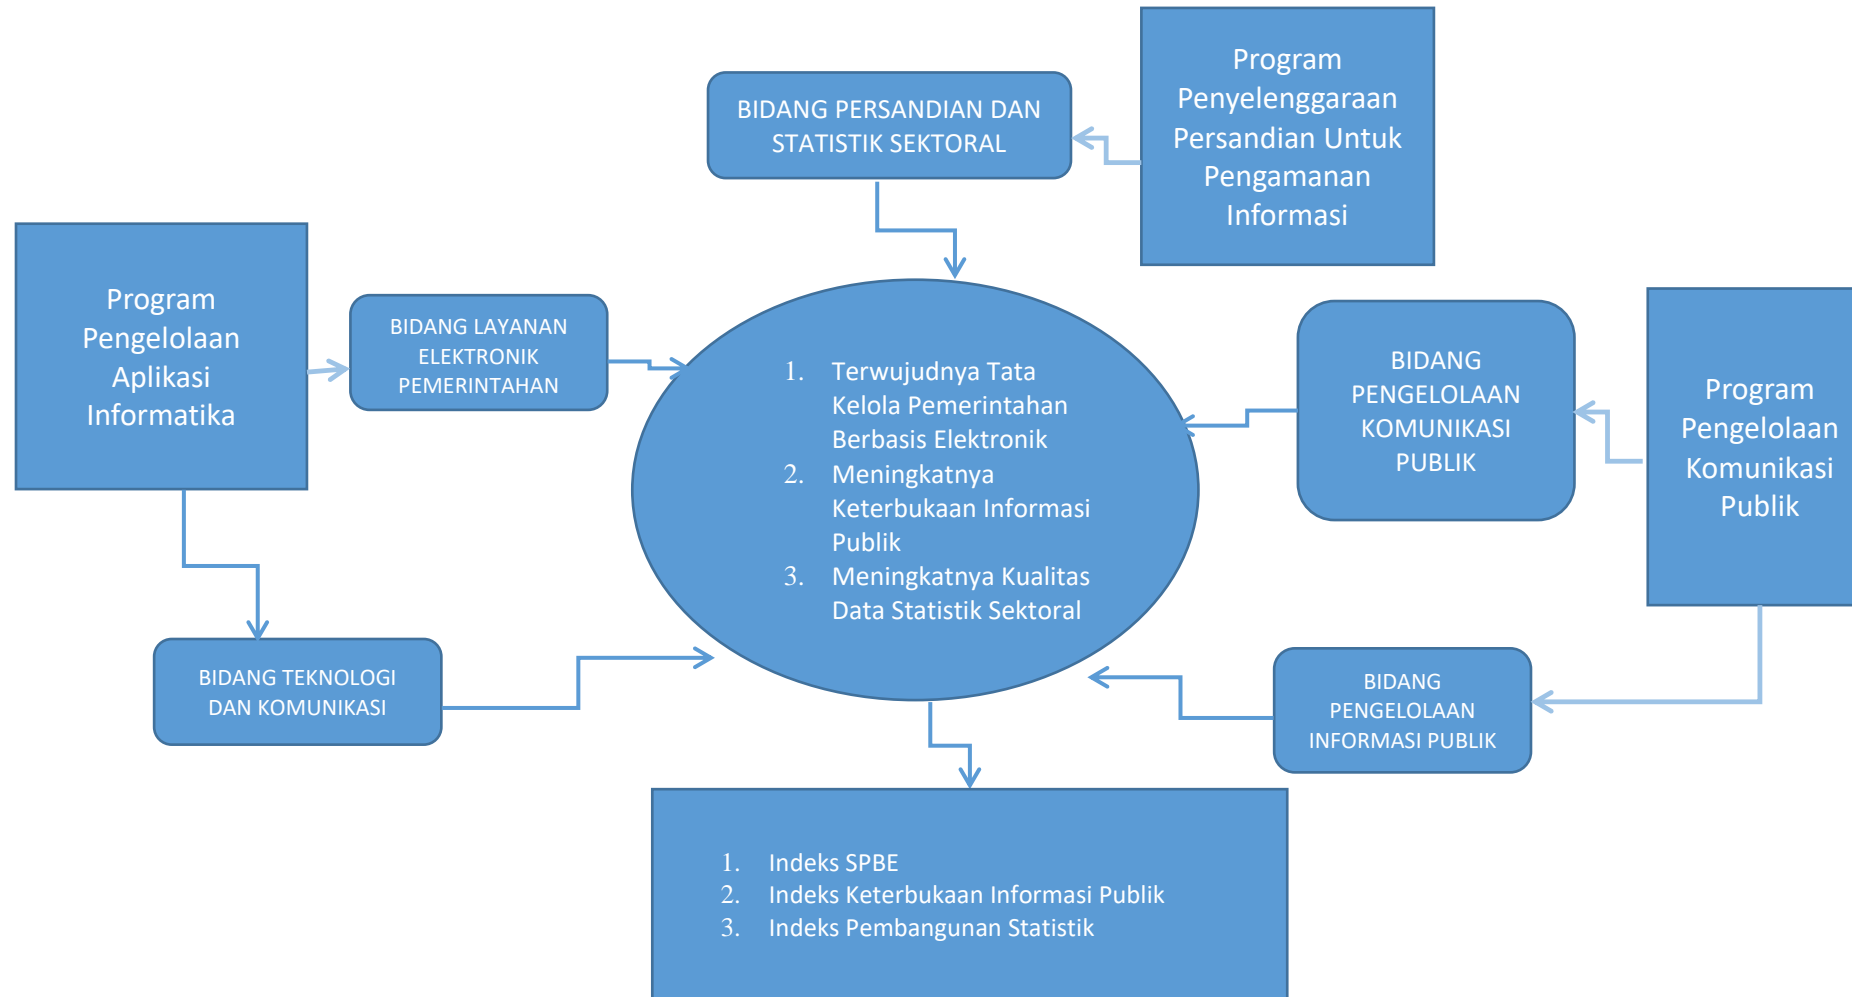 Program
Penyelenggaraan
Persandian Untuk
Pengamanan
Informasi
BIDANG PERSANDIAN DAN
STATISTIK SEKTORAL
Program
Pengelolaan
Aplikasi
Informatika
BIDANG LAYANAN
ELEKTRONIK
PEMERINTAHAN
1. Terwujudnya Tata
Kelola Pemerintahan
Berbasis Elektronik
2. Meningkatnya
Keterbukaan Informasi
Publik
3. Meningkatnya Kualitas
Data Statistik Sektoral
BIDANG
PENGELOLAAN
KOMUNIKASI
PUBLIK
Program
Pengelolaan
Komunikasi
Publik
BIDANG TEKNOLOGI
DAN KOMUNIKASI
BIDANG
PENGELOLAAN
INFORMASI PUBLIK
1. Indeks SPBE
2. Indeks Keterbukaan Informasi Publik
3. Indeks Pembangunan Statistik